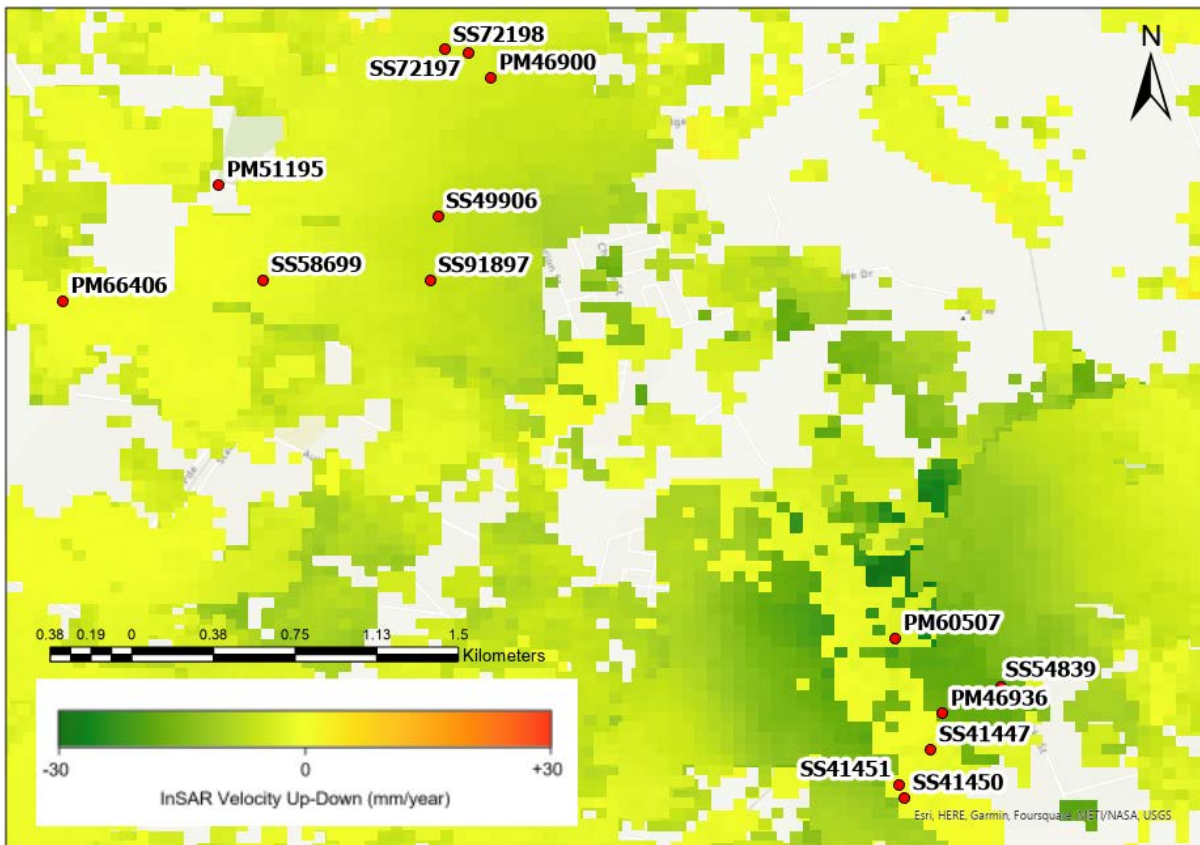 N
SS72198
SS72197
PM46900
PM51195
SS49906
SS58699
SS91897
PM66406
PM60507
SS54839
PM46936
SS41447
SS41451
SS41450
0.38 0.19 0 0.38 0.75 1.13 1.5
Kilometers
-30 0 +30
InSAR Velocity Up-Down (mm/year)
Esri, HERE, Garmin, Foursquare, METI/NASA, USGS